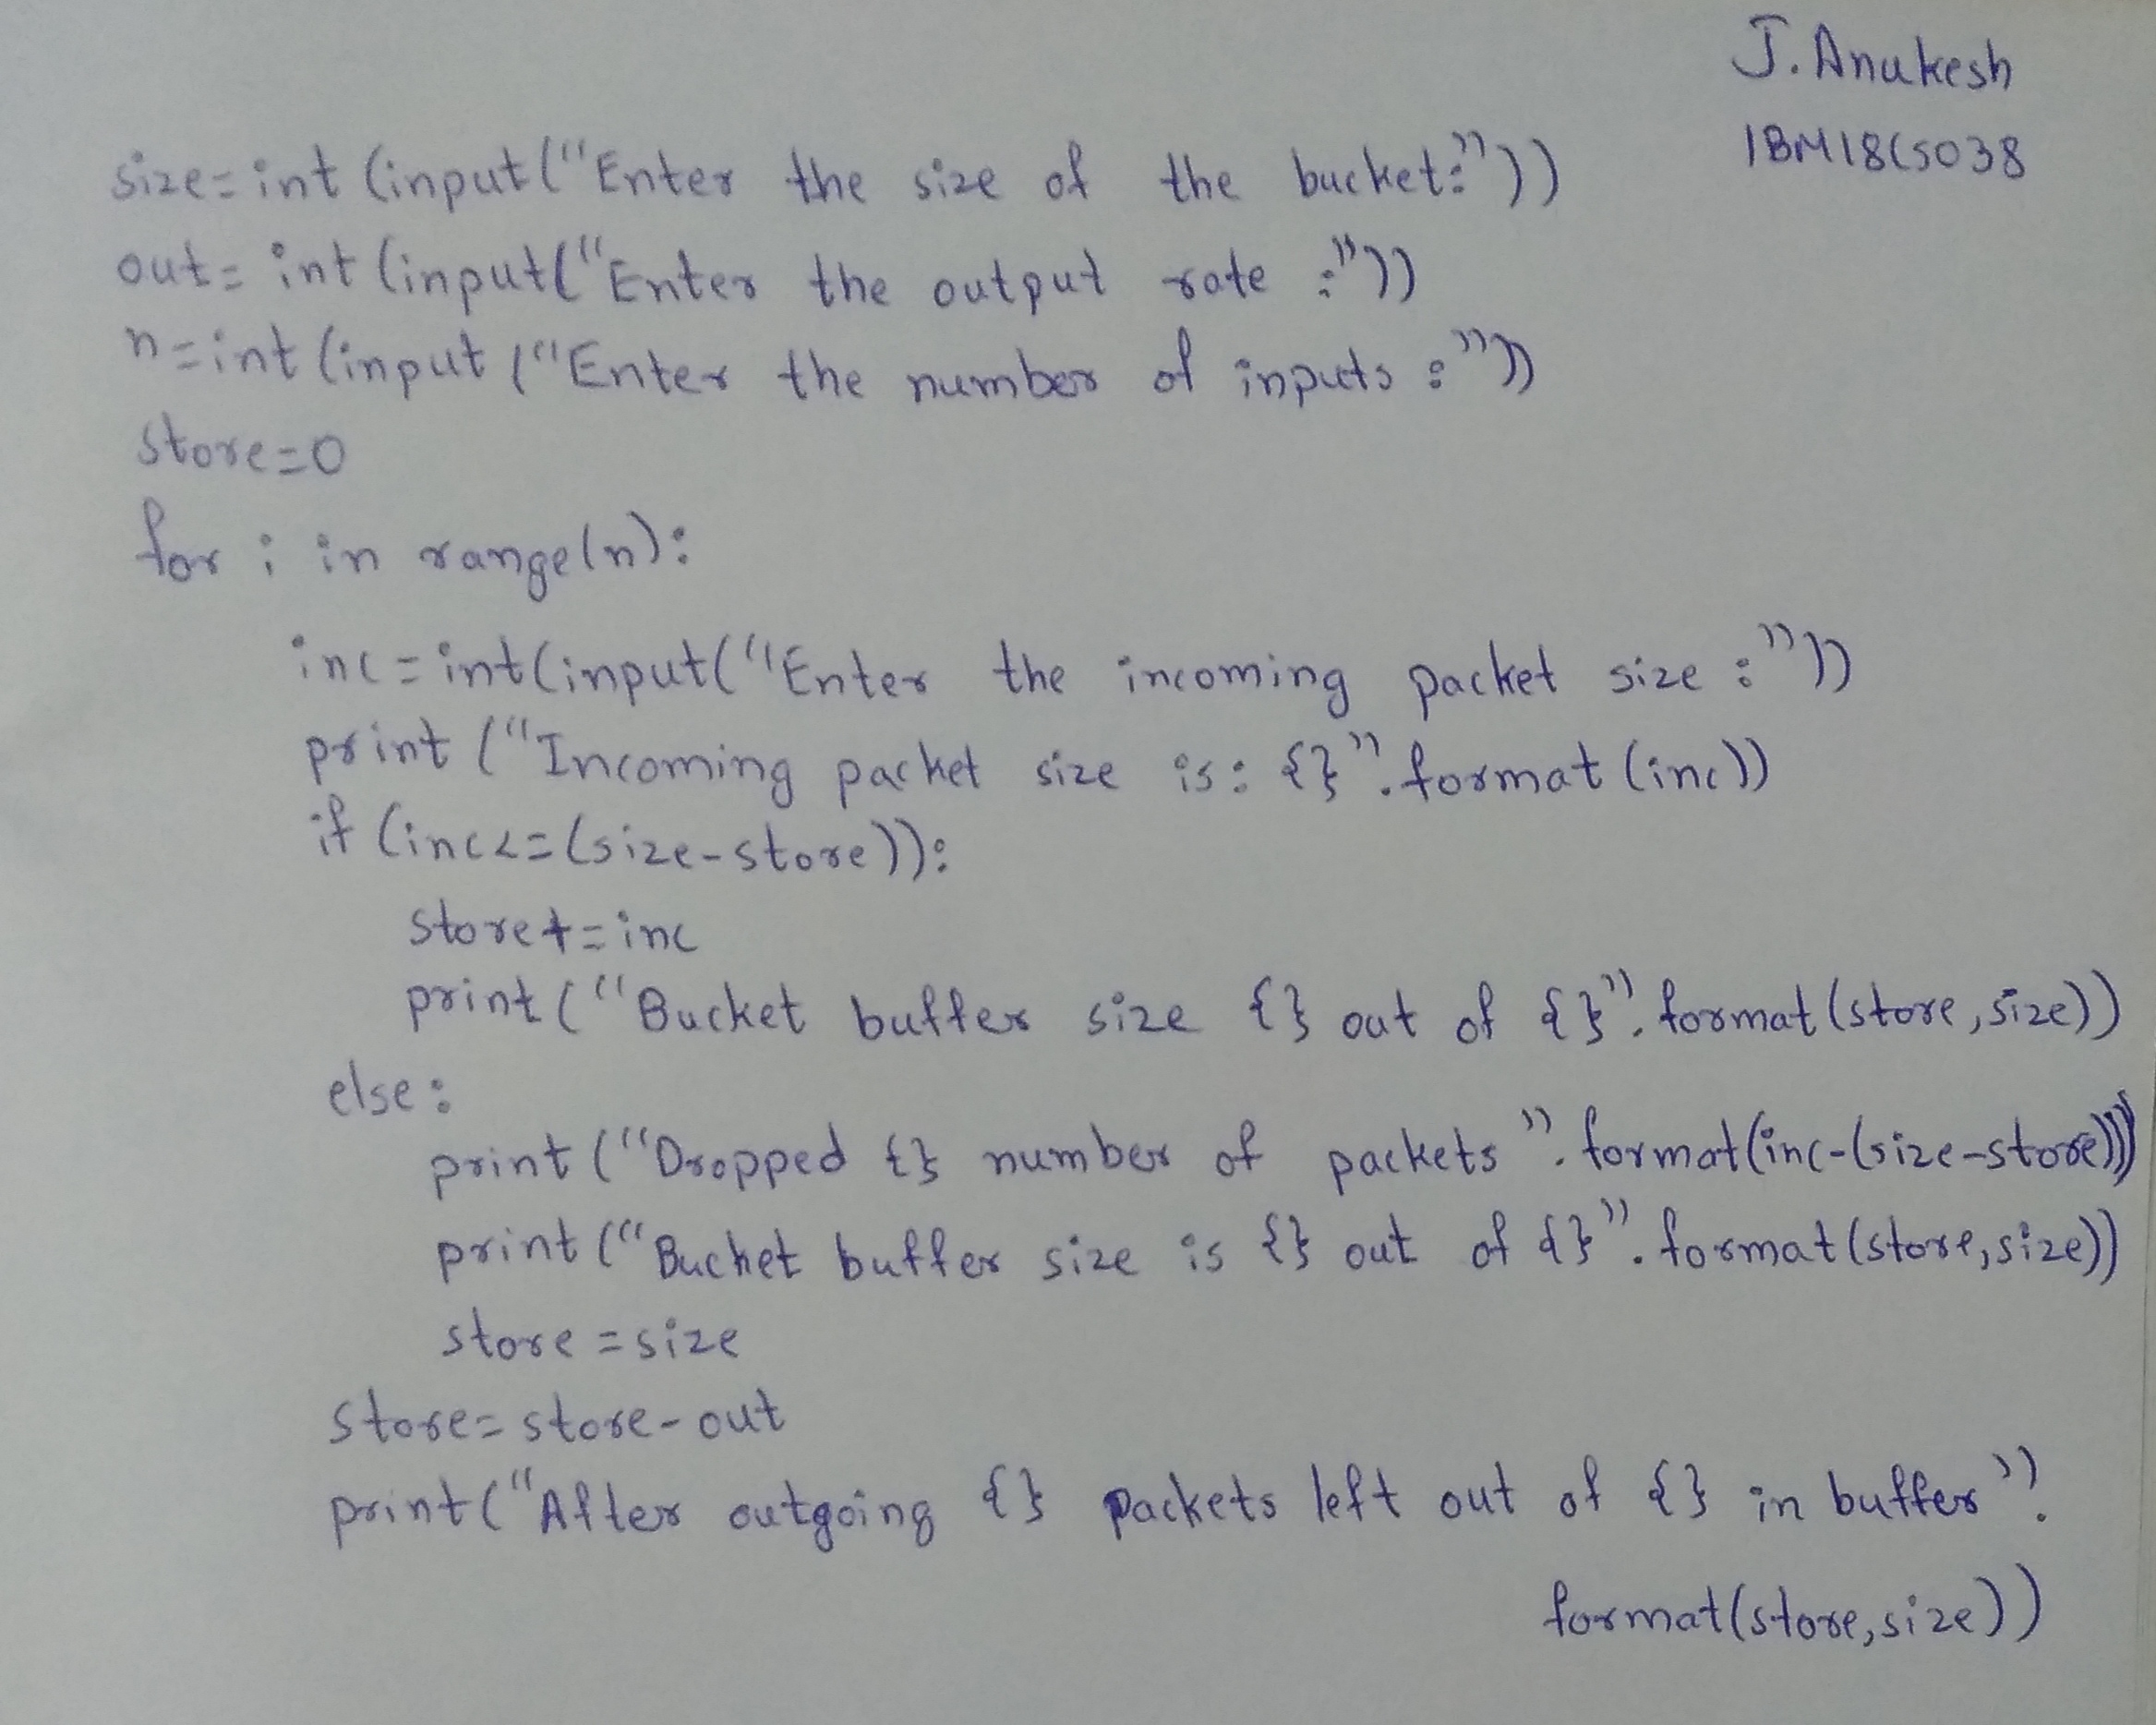 J. Anukesh
1BM18CS038
size=int(input("Enter the size of the bucket:"))
out=int(input("Enter the output rate :"))
n=int(input("Enter the number of inputs :"))
store=0
for i in range(n):
inc=int(input("Enter the incoming packet size :"))
print("Incoming packet size is: {}".format(inc))
if (inc<=(size-store)):
store+=inc
print("Bucket buffer size {} out of {}".format(store,size))
else:
print("Dropped {} number of packets".format(inc-(size-store)))
print("Bucket buffer size is {} out of {}".format(store,size))
store=size
store=store-out
print("After outgoing {} packets left out of {} in buffer".
format(store,size))